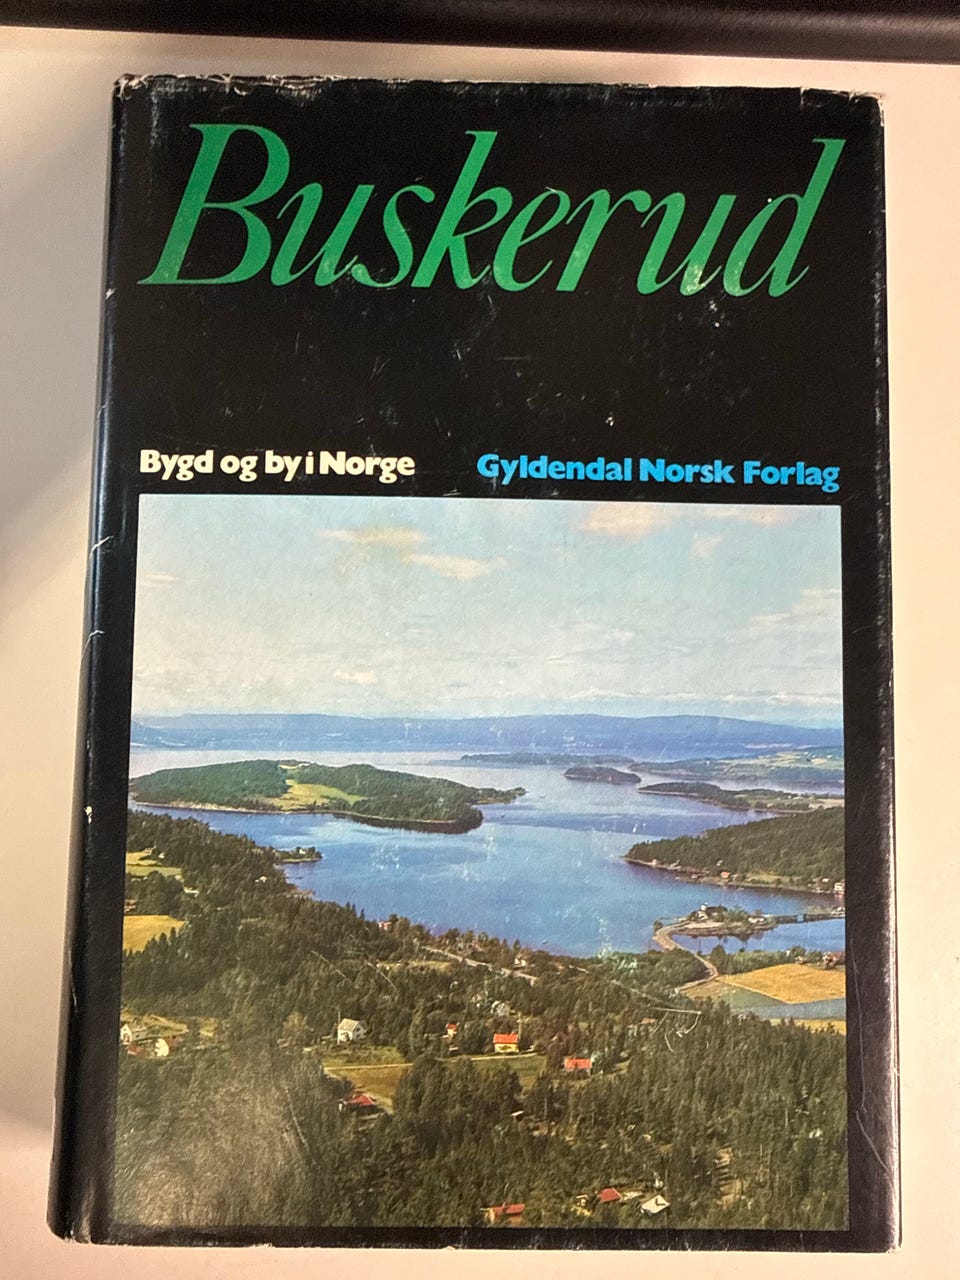 Buskerud
Bygd og by i Norge
Gyldendal Norsk Forlag